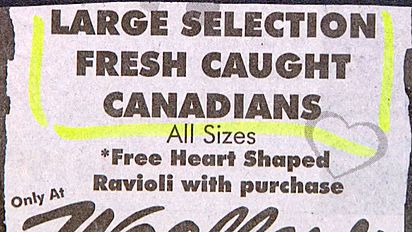 LARGE SELECTION
FRESH CAUGHT
CANADIANS
All Sizes
*Free Heart Shaped
Ravioli with purchase
Only At